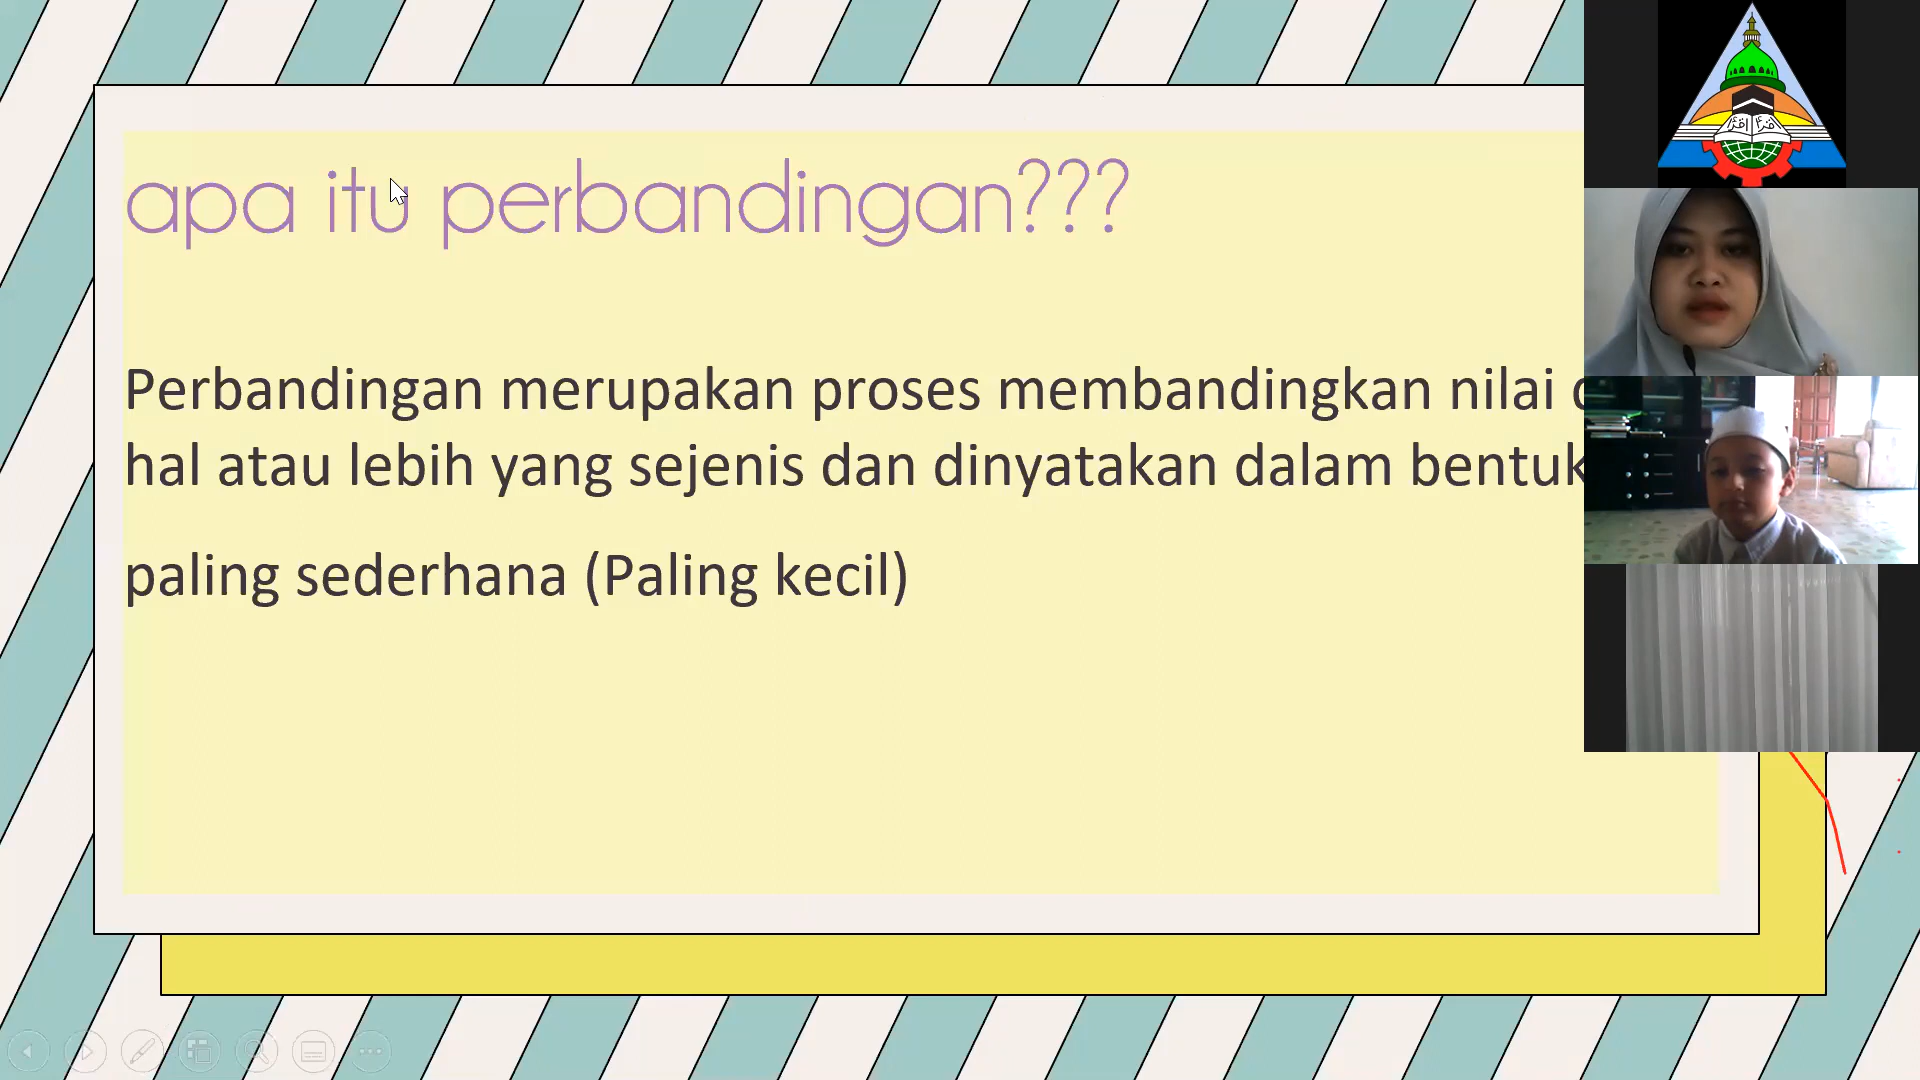 apa itu perbandingan???
Perbandingan merupakan proses membandingkan nilai
hal atau lebih yang sejenis dan dinyatakan dalam bentuk
paling sederhana (Paling kecil)